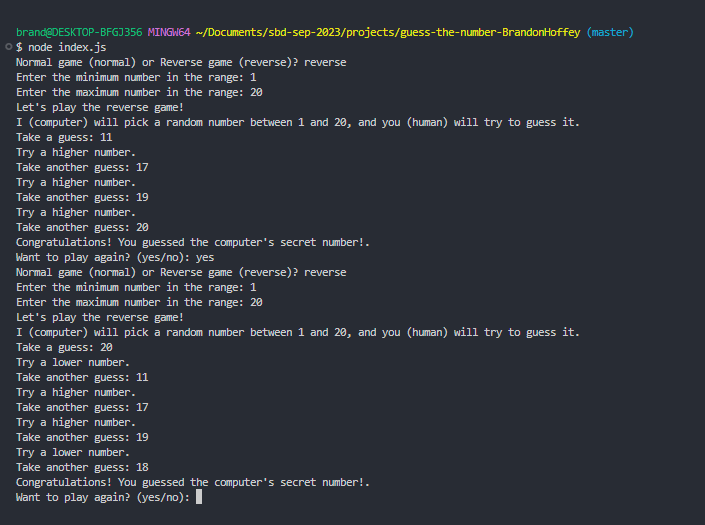 brand@DESKTOP-BFGJ356 MINGW64 ~/Documents/sbd-sep-2023/projects/guess-the-number-BrandonHoffey (master)
$ node index.js
Normal game (normal) or Reverse game (reverse)? reverse
Enter the minimum number in the range: 1
Enter the maximum number in the range: 20
Let's play the reverse game!
I (computer) will pick a random number between 1 and 20, and you (human) will try to guess it.
Take a guess: 11
Try a higher number.
Take another guess: 17
Try a higher number.
Take another guess: 19
Try a higher number.
Take another guess: 20
Congratulations! You guessed the computer's secret number!.
Want to play again? (yes/no): yes
Normal game (normal) or Reverse game (reverse)? reverse
Enter the minimum number in the range: 1
Enter the maximum number in the range: 20
Let's play the reverse game!
I (computer) will pick a random number between 1 and 20, and you (human) will try to guess it.
Take a guess: 20
Try a lower number.
Take another guess: 11
Try a higher number.
Take another guess: 17
Try a higher number.
Take another guess: 19
Try a lower number.
Take another guess: 18
Congratulations! You guessed the computer's secret number!.
Want to play again? (yes/no):